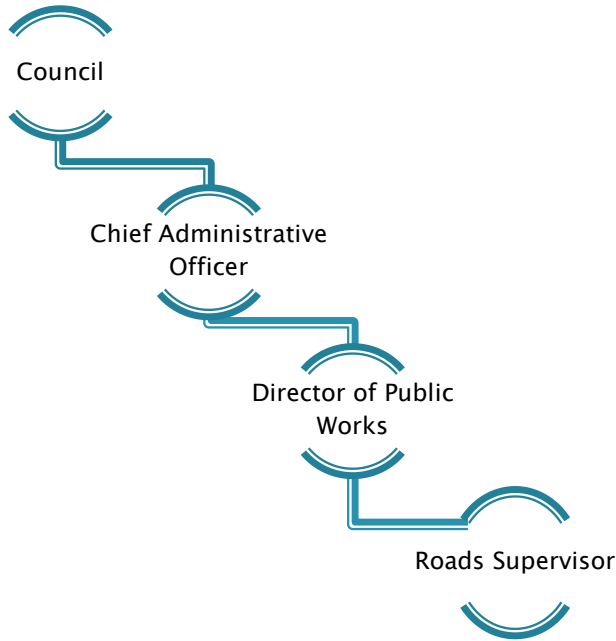 Council
Chief Administrative
Officer
Director of Public
Works
Roads Supervisor